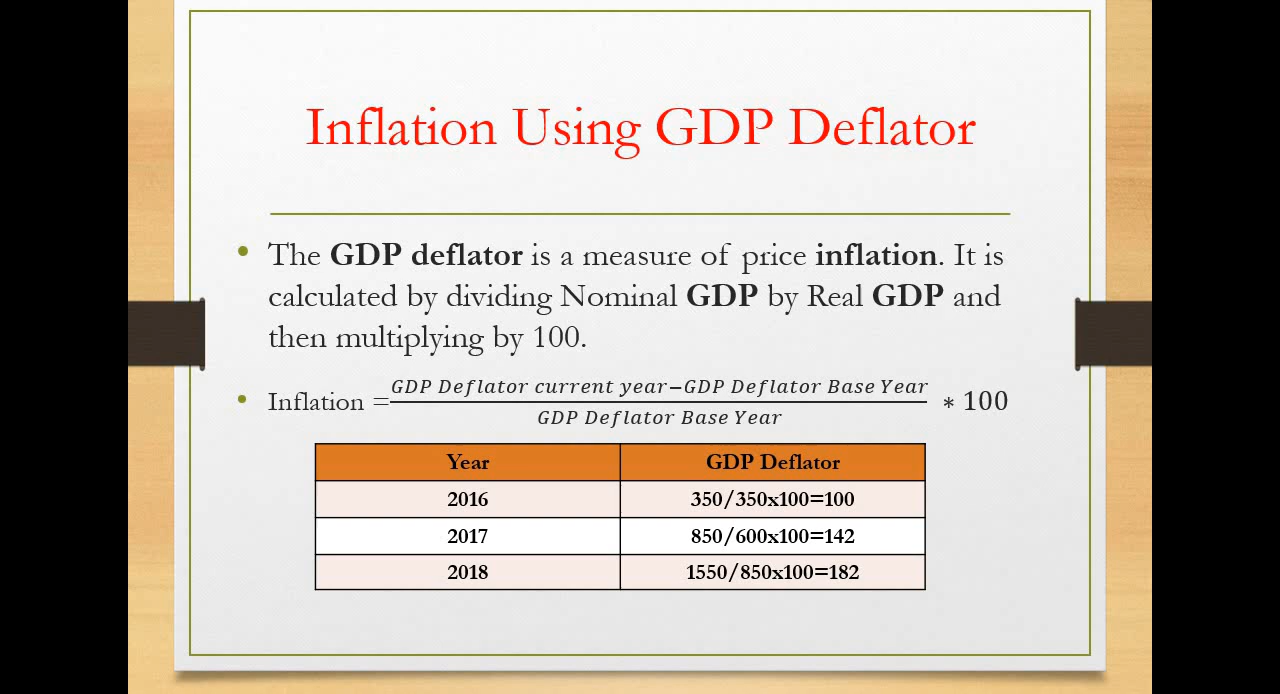 Inflation Using GDP Deflator
• The GDP deflator is a measure of price inflation. It is
calculated by dividing Nominal GDP by Real GDP and
then multiplying by 100.
• Inflation = GDP Deflator current year−GDP Deflator Base Year / GDP Deflator Base Year ∗ 100
Year GDP Deflator
2016 350/350x100=100
2017 850/600x100=142
2018 1550/850x100=182